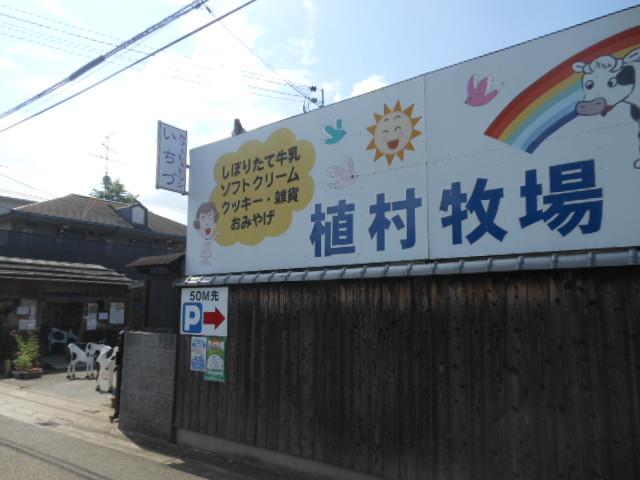 いちづ
しぼりたて牛乳
ソフトクリーム
クッキー・雑貨
おみやげ
植村牧場
50M先
P